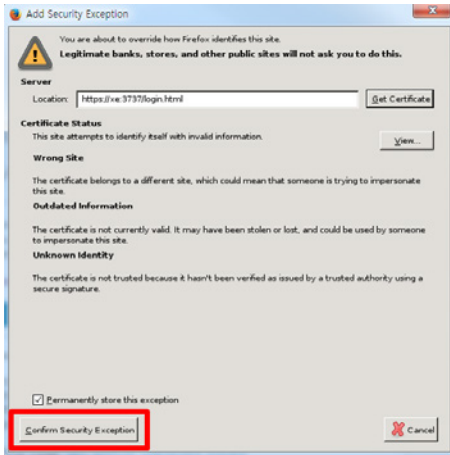 Add Security Exception
You are about to override how Firefox identifies this site.
Legitimate banks, stores, and other public sites will not ask you to do this.
Server
Location: https://xe:3737/login.html Get Certificate
Certificate Status
This site attempts to identify itself with invalid information. View...
Wrong Site
The certificate belongs to a different site, which could mean that someone is trying to impersonate
this site.
Outdated Information
The certificate is not currently valid. It may have been stolen or lost, and could be used by someone
to impersonate this site.
Unknown Identity
The certificate is not trusted because it hasn't been verified as issued by a trusted authority using a
secure signature.
Permanently store this exception
Confirm Security Exception Cancel